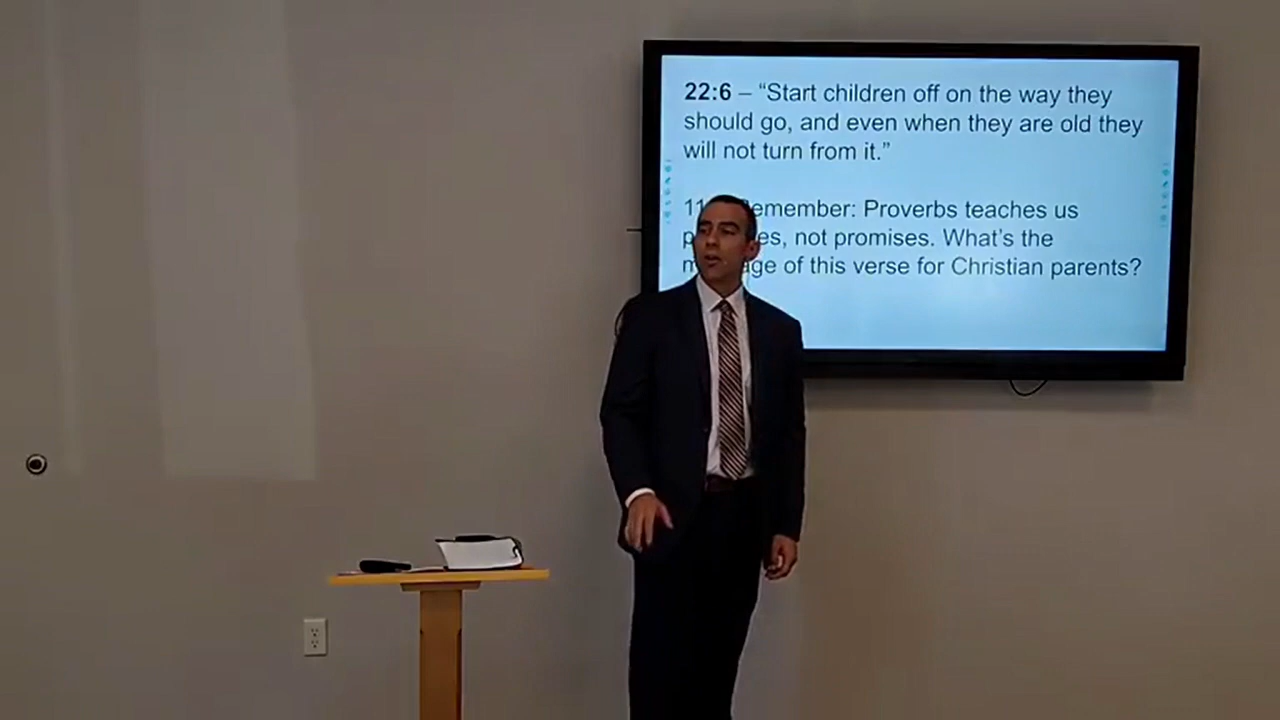 22:6 – “Start children off on the way they
should go, and even when they are old they
will not turn from it.”
11 emember: Proverbs teaches us
p es, not promises. What’s the
m age of this verse for Christian parents?